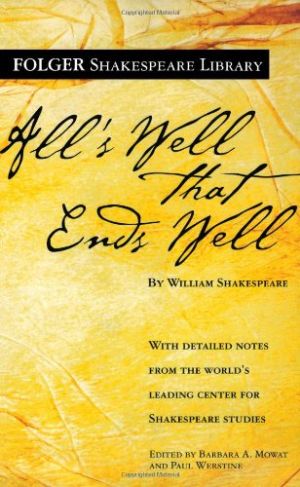 FOLGER SHAKESPEARE LIBRARY
All's Well
that
Ends Well
BY WILLIAM SHAKESPEARE
WITH DETAILED NOTES
FROM THE WORLD'S
LEADING CENTER FOR
SHAKESPEARE STUDIES
EDITED BY BARBARA A. MOWAT
AND PAUL WERSTINE